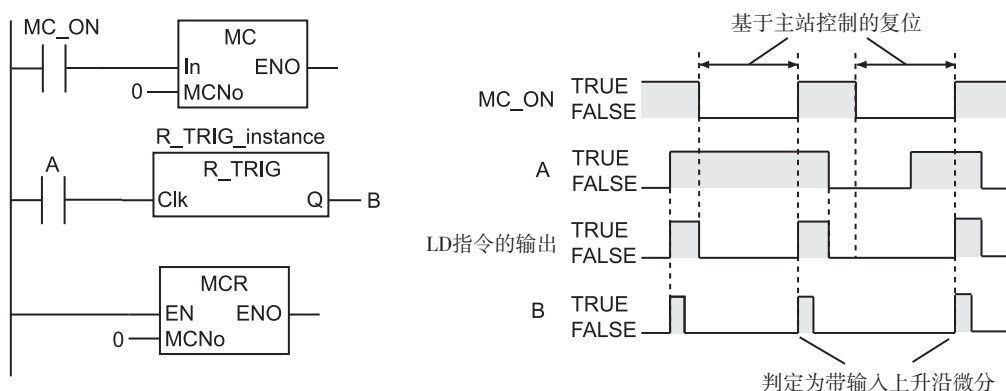 MC_ON
MC
In ENO
0 MCNo
R_TRIG_instance
A
R_TRIG
Clk Q B
MCR
EN ENO
0 MCNo
基于主站控制的复位
MC_ON TRUE
FALSE
A TRUE
FALSE
LD指令的输出 TRUE
FALSE
B TRUE
FALSE
判定为带输入上升沿微分